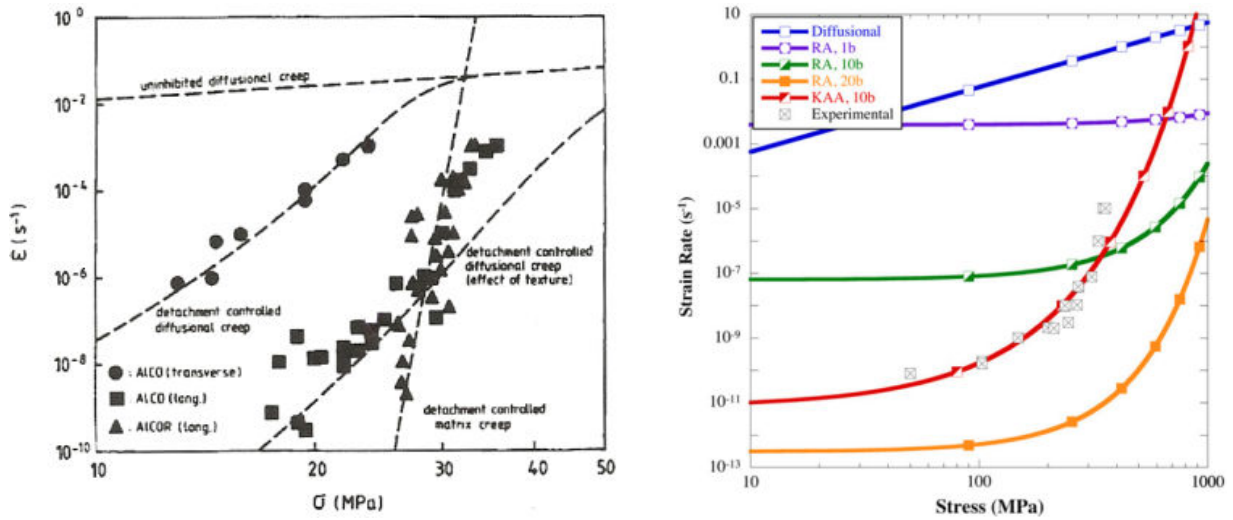 10⁰
10⁻²
10⁻⁴
10⁻⁶
10⁻⁸
10⁻¹⁰
ε̇ (s⁻¹)
uninhibited diffusional creep
detachment controlled
diffusional creep
(effect of texture)
detachment controlled
diffusional creep
: AlCO (transverse)
: AlCO (long.)
: AlCOR (long.)
detachment controlled
matrix creep
10
20
30
40
50
σ (MPa)
10
0.1
0.001
10⁻⁵
10⁻⁷
10⁻⁹
10⁻¹¹
10⁻¹³
Strain Rate (s⁻¹)
Diffusional
RA, 1b
RA, 10b
RA, 20b
KAA, 10b
Experimental
10
100
1000
Stress (MPa)